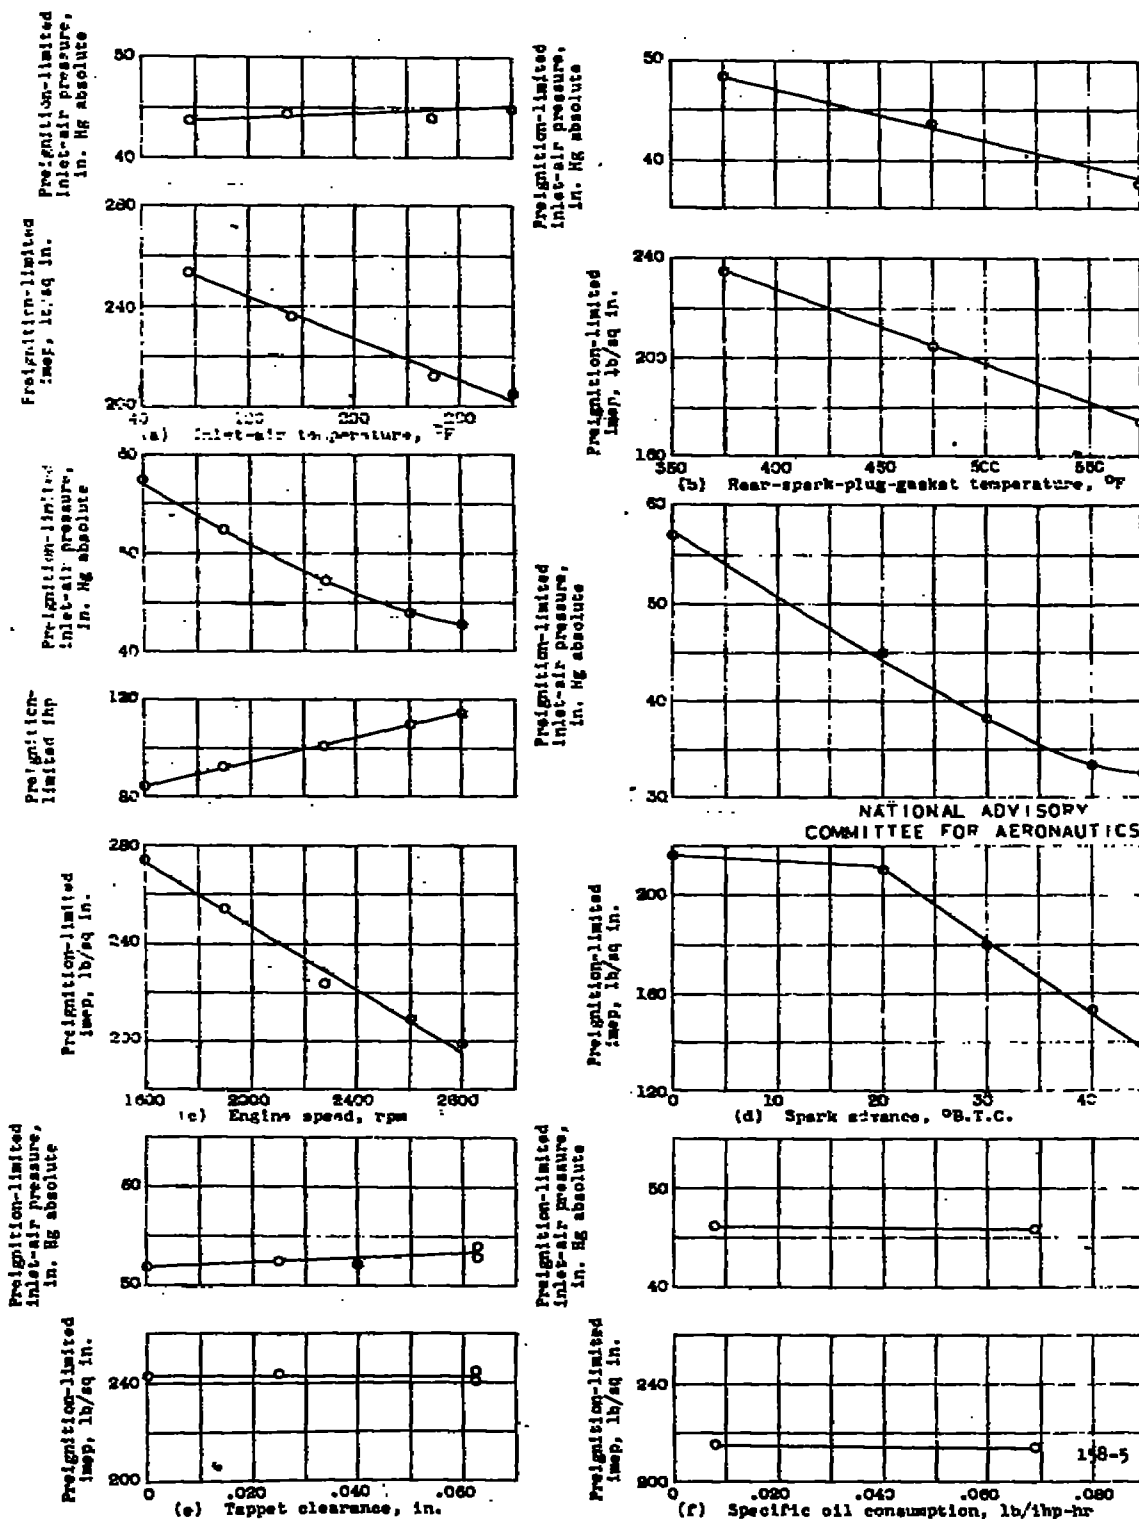 Preignition-limited
inlet-air pressure,
in. Hg absolute
50
40
Preignition-limited
imep, lb/sq in.
280
240
200
40
200
(a) Inlet-air temperature, °F
Preignition-limited
inlet-air pressure,
in. Hg absolute
60
50
40
Preignition-
limited ihp
120
80
Preignition-limited
imep, lb/sq in.
280
240
200
1600
2000
2400
2800
(c) Engine speed, rpm
Preignition-limited
inlet-air pressure,
in. Hg absolute
60
50
Preignition-limited
imep, lb/sq in.
240
200
0
.020
.040
.060
(e) Tappet clearance, in.
Preignition-limited
inlet-air pressure,
in. Hg absolute
50
40
Preignition-limited
imep, lb/sq in.
240
200
160
350
400
450
500
550
(b) Rear-spark-plug-gasket temperature, °F
Preignition-limited
inlet-air pressure,
in. Hg absolute
60
50
40
30
NATIONAL ADVISORY
COMMITTEE FOR AERONAUTICS
Preignition-limited
imep, lb/sq in.
200
160
120
0
10
20
30
40
(d) Spark advance, °B.T.C.
Preignition-limited
inlet-air pressure,
in. Hg absolute
50
40
Preignition-limited
imep, lb/sq in.
240
200
158-5
0
.020
.040
.060
.080
(f) Specific oil consumption, lb/ihp-hr